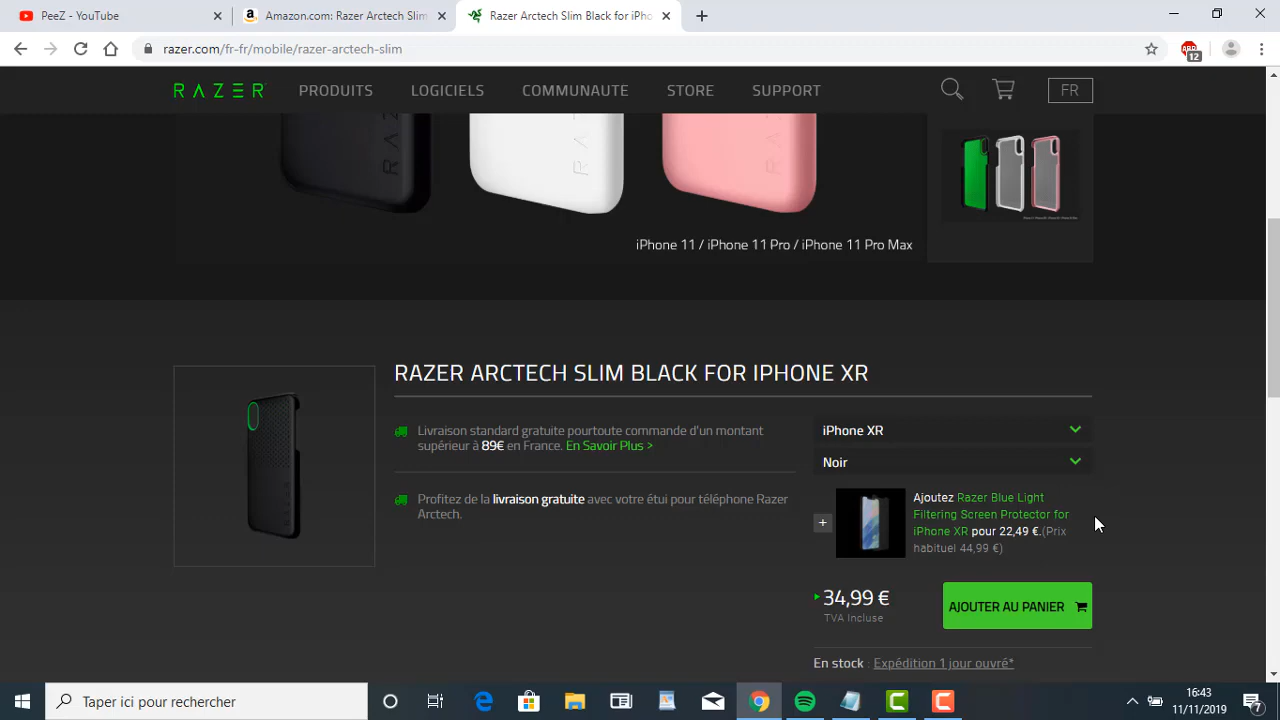 PeeZ - YouTube
Amazon.com: Razer Arctech Slim
Razer Arctech Slim Black for iPho
razer.com/fr-fr/mobile/razer-arctech-slim
12
RAZER
PRODUITS
LOGICIELS
COMMUNAUTE
STORE
SUPPORT
FR
iPhone 11 / iPhone 11 Pro / iPhone 11 Pro Max
RAZER ARCTECH SLIM BLACK FOR IPHONE XR
Livraison standard gratuite pourtoute commande d'un montant
supérieur à 89€ en France. En Savoir Plus >
Profitez de la livraison gratuite avec votre étui pour téléphone Razer
Arctech.
iPhone XR
Noir
+
Ajoutez Razer Blue Light
Filtering Screen Protector for
iPhone XR pour 22,49 €.(Prix
habituel 44,99 €)
34,99 €
TVA Incluse
AJOUTER AU PANIER
En stock : Expédition 1 jour ouvré*
Taper ici pour rechercher
16:43
11/11/2019
7